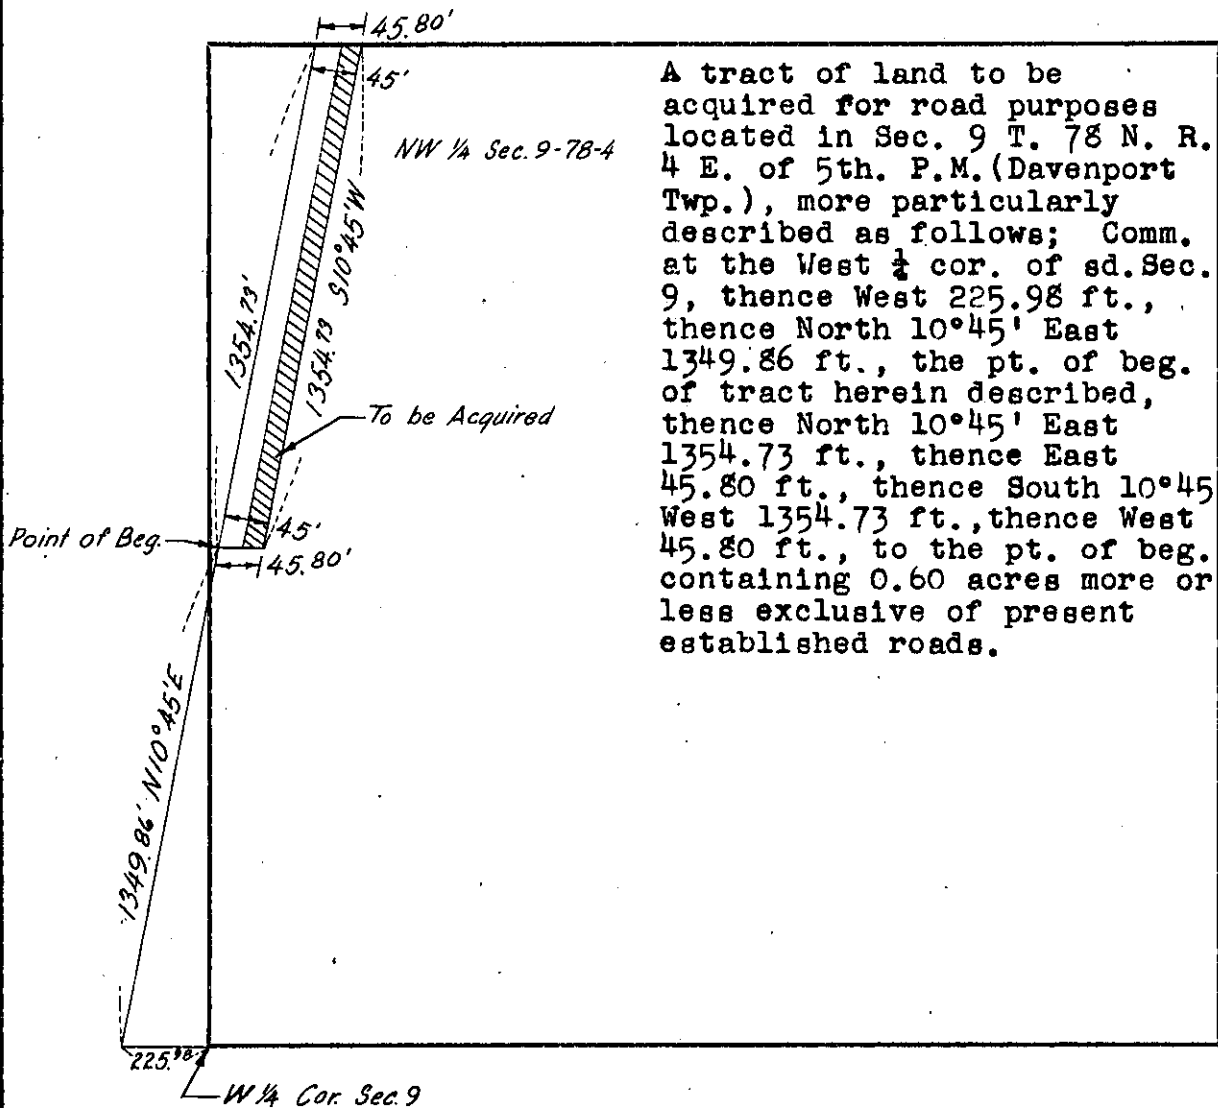 45.80'
45'
NW 1/4 Sec. 9-78-4
1354.73'
1354.73 S10°45'W
To be Acquired
Point of Beg.
45'
45.80'
1349.86' N10°45'E
225.98
W 1/4 Cor. Sec. 9
A tract of land to be
acquired for road purposes
located in Sec. 9 T. 78 N. R.
4 E. of 5th. P.M.(Davenport
Twp.), more particularly
described as follows; Comm.
at the West ¼ cor. of sd.Sec.
9, thence West 225.98 ft.,
thence North 10°45' East
1349.86 ft., the pt. of beg.
of tract herein described,
thence North 10°45' East
1354.73 ft., thence East
45.80 ft., thence South 10°45
West 1354.73 ft.,thence West
45.80 ft., to the pt. of beg.
containing 0.60 acres more or
less exclusive of present
established roads.